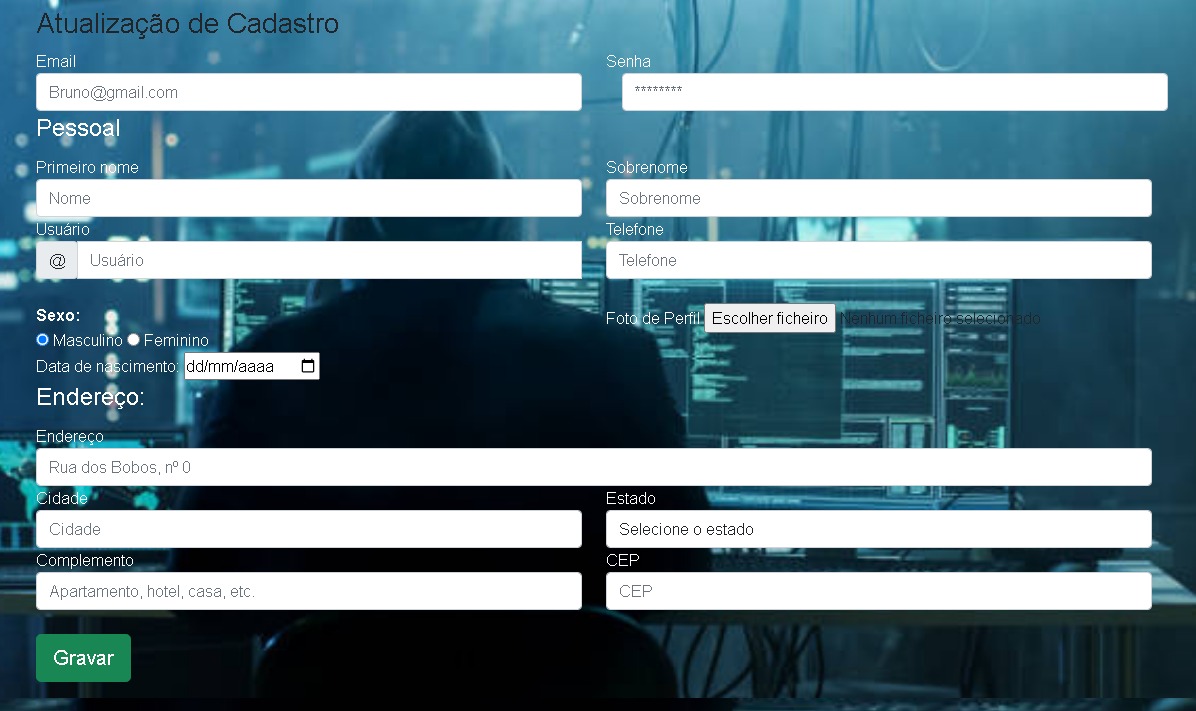 Atualização de Cadastro
Email Senha
Bruno@gmail.com ********
Pessoal
Primeiro nome Sobrenome
Nome Sobrenome
Usuário Telefone
@ Usuário Telefone
Sexo:
Foto de Perfil Escolher ficheiro Nenhum ficheiro selecionado
Masculino Feminino
Data de nascimento: dd/mm/aaaa
Endereço:
Endereço
Rua dos Bobos, nº 0
Cidade Estado
Cidade Selecione o estado
Complemento CEP
Apartamento, hotel, casa, etc. CEP
Gravar